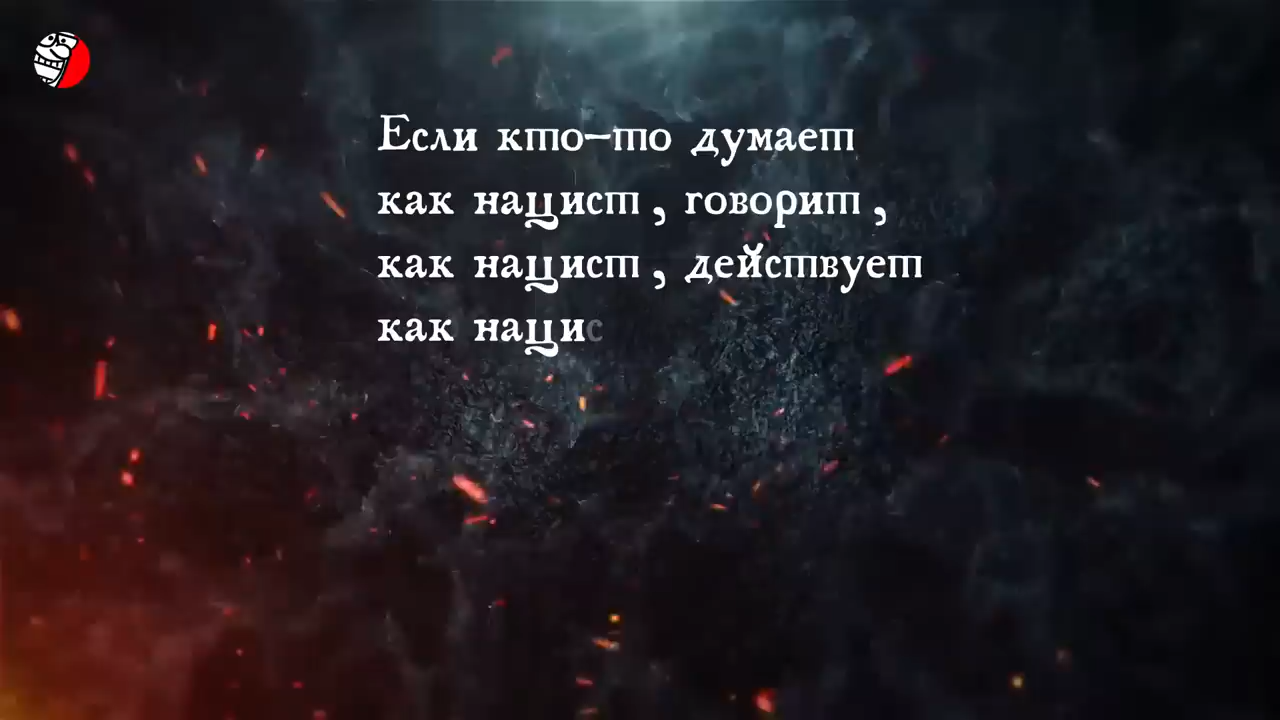 Если кто-то думает
как нацист, говорит,
как нацист, действует
как нацис